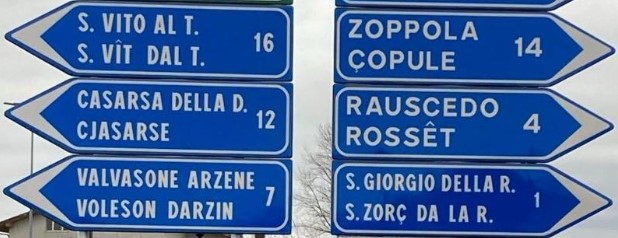 S. VITO AL T.
S. VÎT DAL T.
16
CASARSA DELLA D.
CJASARSE
12
VALVASONE ARZENE
VOLESON DARZIN
7
ZOPPOLA
ÇOPULE
14
RAUSCEDO
ROSSÊT
4
S. GIORGIO DELLA R.
S. ZORÇ DA LA R.
1